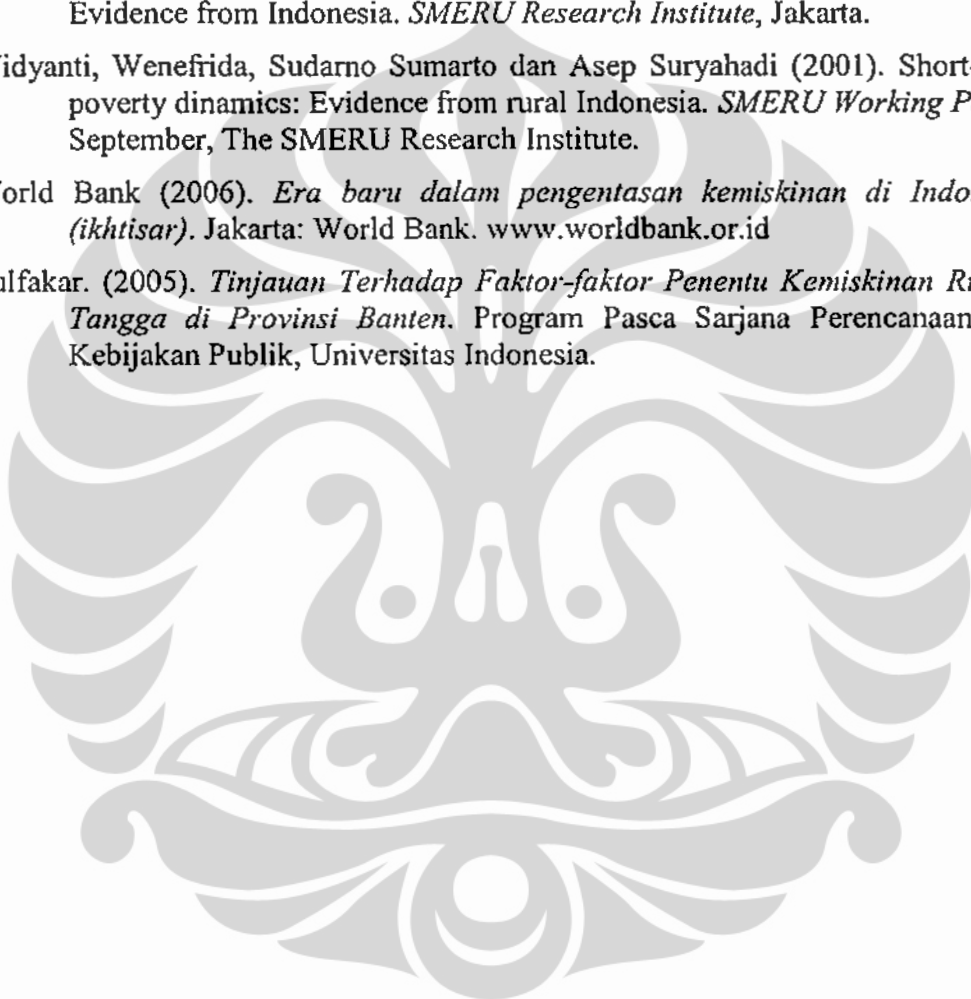 Evidence from Indonesia. SMERU Research Institute, Jakarta.
idyanti, Wenefrida, Sudarno Sumarto dan Asep Suryahadi (2001). Short-
poverty dinamics: Evidence from rural Indonesia. SMERU Working P
September, The SMERU Research Institute.
orld Bank (2006). Era baru dalam pengentasan kemiskinan di Indo
(ikhtisar). Jakarta: World Bank. www.worldbank.or.id
ulfakar. (2005). Tinjauan Terhadap Faktor-faktor Penentu Kemiskinan R
Tangga di Provinsi Banten. Program Pasca Sarjana Perencanaan
Kebijakan Publik, Universitas Indonesia.